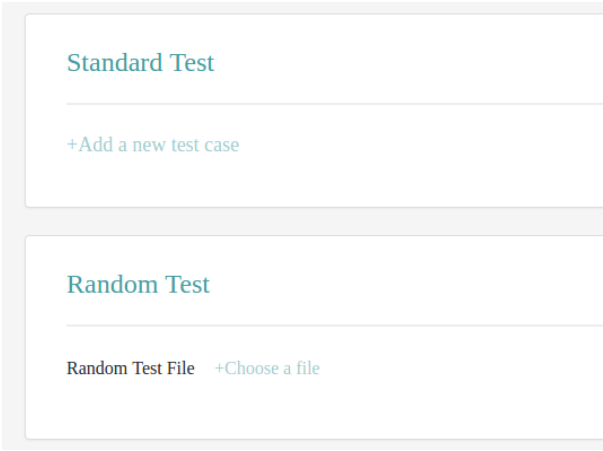 Standard Test
+Add a new test case
Random Test
Random Test File +Choose a file